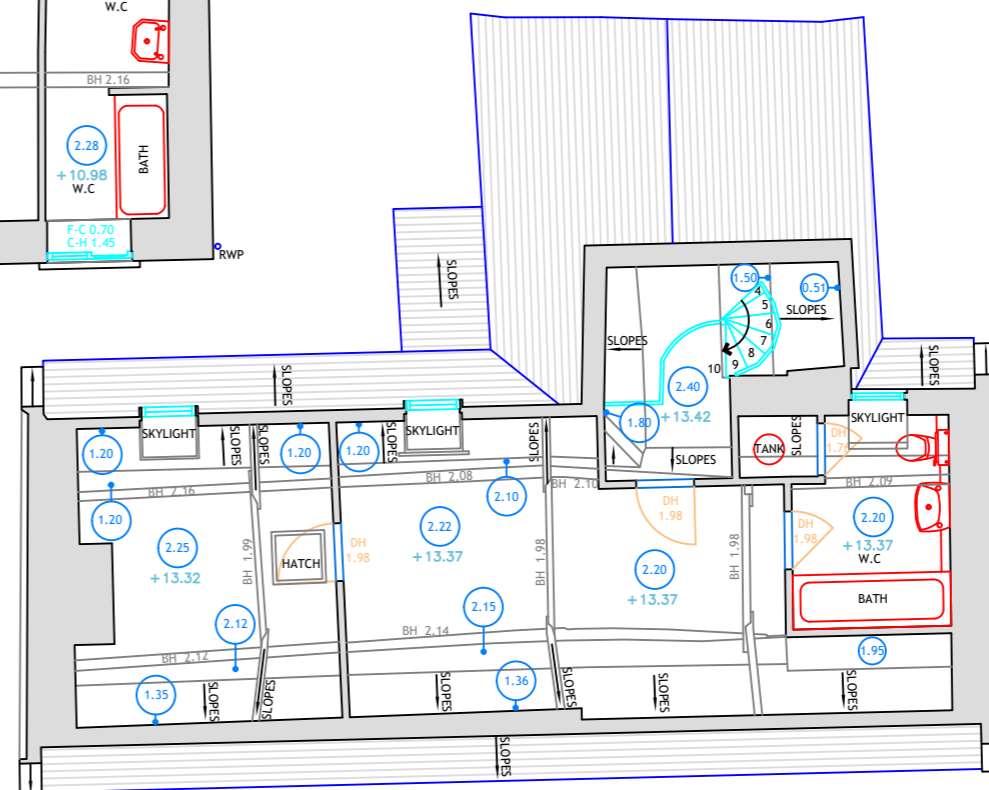 W.C
BH 2.16
2.28
+10.98
W.C
BATH
F-C 0.70
C-H 1.45
RWP
SLOPES
SLOPES
SLOPES
1.50
0.51
4
5
6
7
8
9
10
SLOPES
SLOPES
2.40
+13.42
1.80
SLOPES
SKYLIGHT
SKYLIGHT
SKYLIGHT
1.20
SLOPES
SLOPES
1.20
1.20
SLOPES
SLOPES
TANK
SLOPES
DH
BH 2.16
BH 2.08
2.10
BH 2.10
BH 2.09
1.20
2.25
+13.32
BH 1.99
HATCH
DH
1.98
2.22
+13.37
BH 1.98
DH
1.98
2.20
+13.37
BH 1.98
DH
1.98
2.20
+13.37
W.C
BATH
2.12
BH 2.12
2.15
BH 2.14
1.95
1.35
SLOPES
SLOPES
SLOPES
1.36
SLOPES
SLOPES
SLOPES
SLOPES